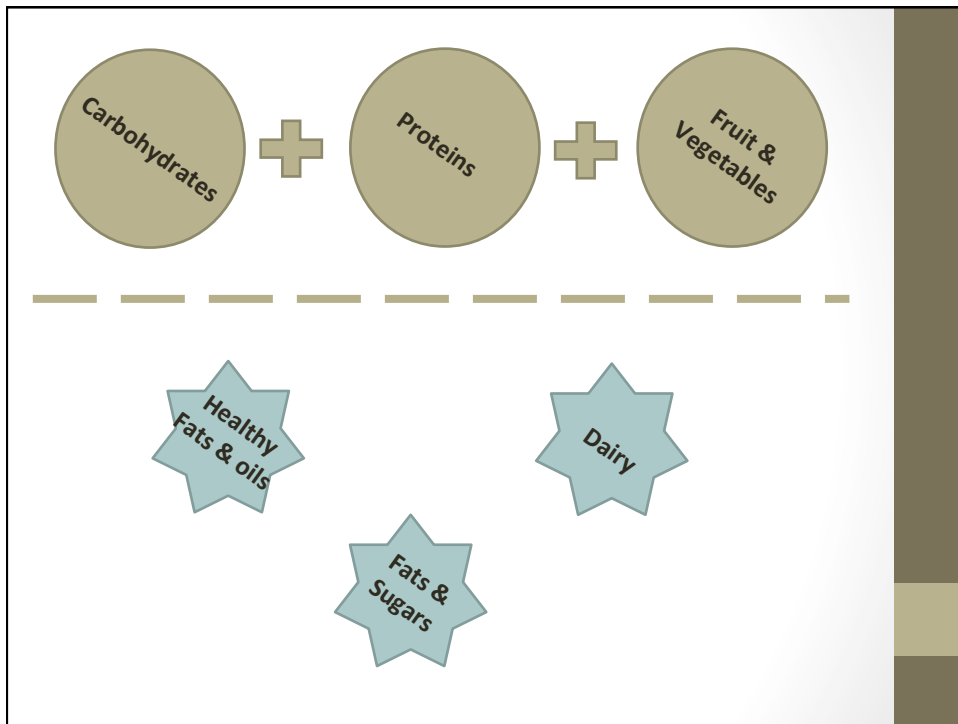 Carbohydrates
Proteins
Fruit &
Vegetables
Healthy
Fats & oils
Dairy
Fats &
Sugars